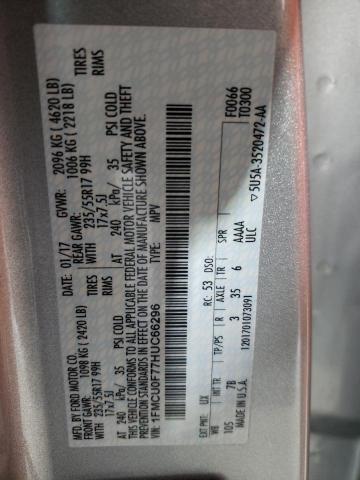 MFD. BY FORD MOTOR CO.
01/17 GVWR: 2096 KG ( 4620 LB)
FRONT GAWR: 1098 KG ( 2420 LB) REAR GAWR: 1006 KG ( 2218 LB)
235/55R17 99H WITH TIRES 235/55R17 99H WITH TIRES
17x7.5J RIMS 17x7.5J RIMS
AT 240 kPa/ 35 PSI COLD AT 240 kPa/ 35 PSI COLD
THIS VEHICLE CONFORMS TO ALL APPLICABLE FEDERAL MOTOR VEHICLE SAFETY AND THEFT
PREVENTION STANDARDS IN EFFECT ON THE DATE OF MANUFACTURE SHOWN ABOVE.
VIN: 1FMCU0F77HUC66296 TYPE: MPV
F0066
T0300
EXT PNT: UX RC: 53 DSO:
WB INT TR TP/PS R AXLE TR SPR
105 7B 3 35 6 AAAA
ULC
MADE IN U.S.A. 1201701073091
▽5U5A-3520472-AA